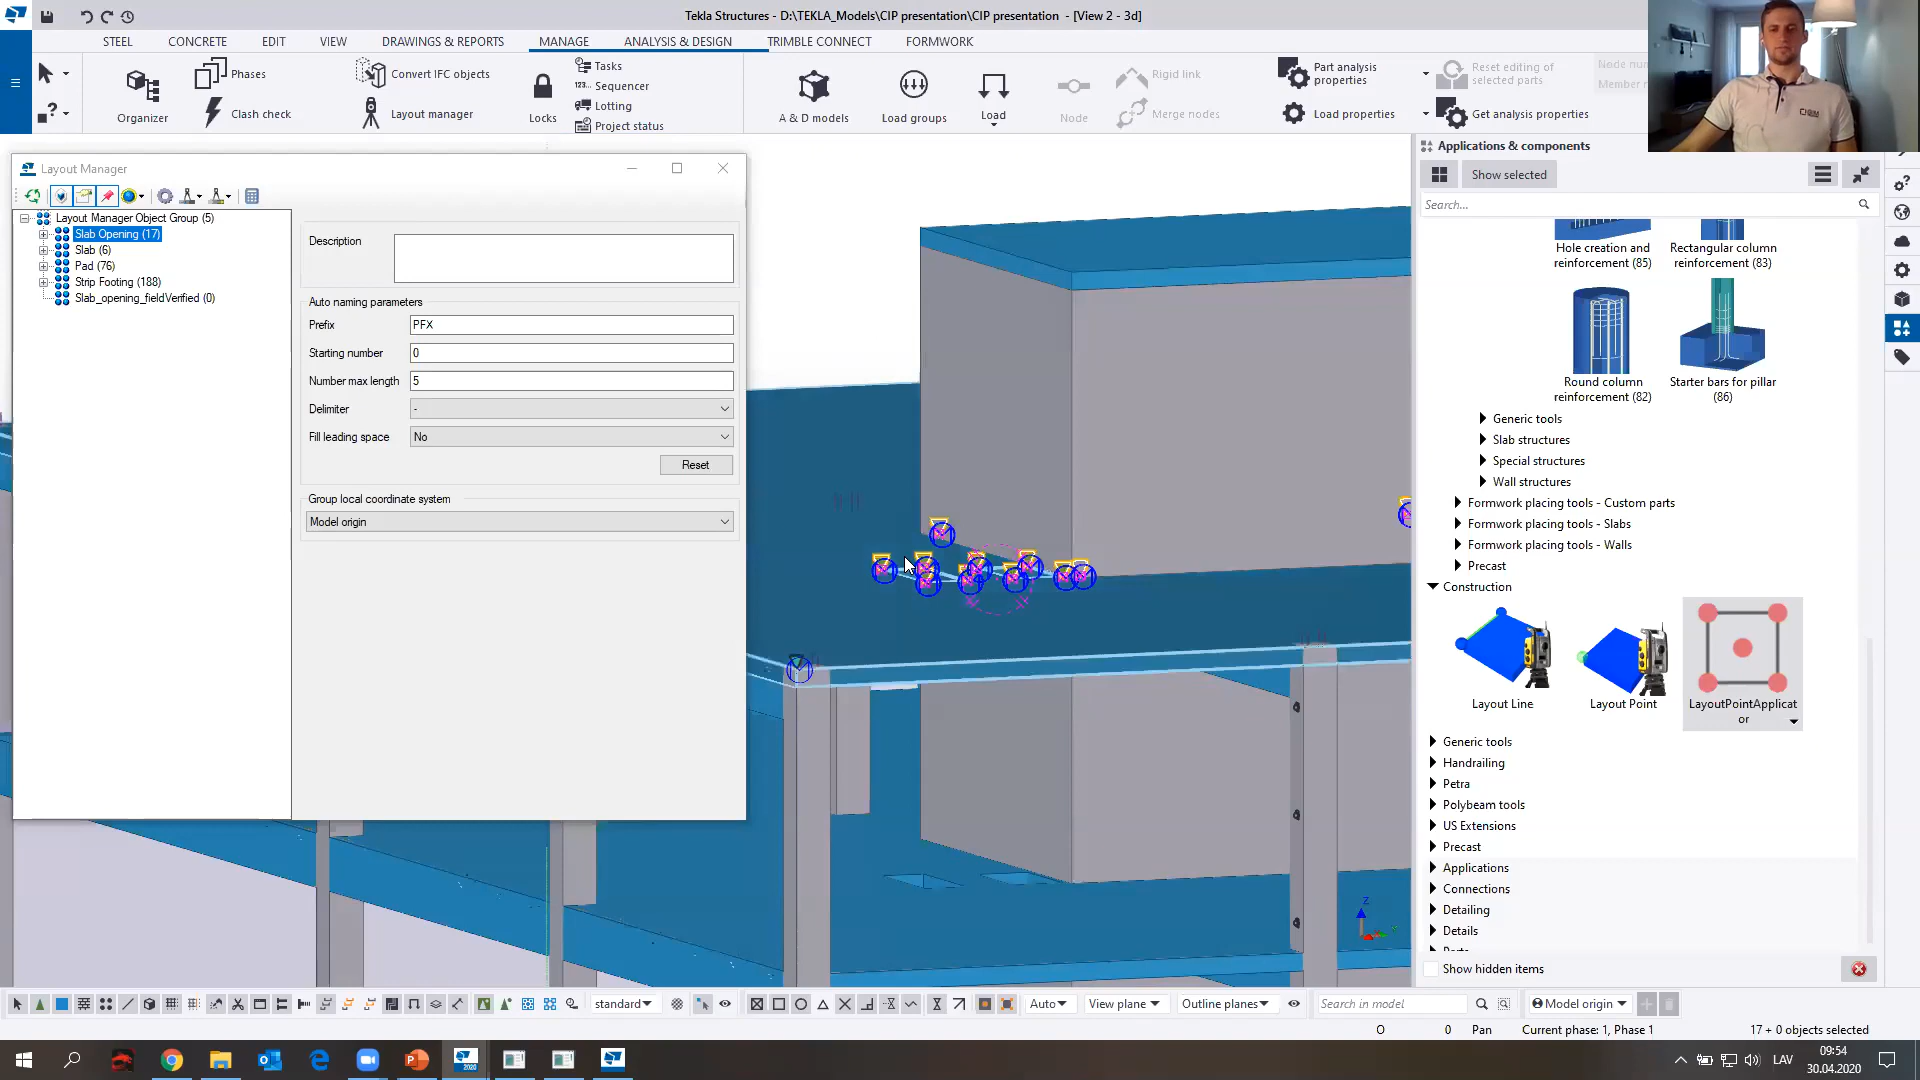 Tekla Structures - D:\TEKLA_Models\CIP presentation\CIP presentation - [View 2 - 3d]
STEEL CONCRETE EDIT VIEW DRAWINGS & REPORTS MANAGE ANALYSIS & DESIGN TRIMBLE CONNECT FORMWORK
Organizer
Phases
Clash check
Convert IFC objects
Layout manager
Locks
Tasks
Sequencer
Lotting
Project status
A & D models
Load groups
Load
Node
Rigid link
Merge nodes
Part analysis
properties
Load properties
Reset editing of
selected parts
Get analysis properties
Layout Manager
Layout Manager Object Group (5)
Slab Opening (17)
Slab (6)
Pad (76)
Strip Footing (188)
Slab_opening_fieldVerified (0)
Description
Auto naming parameters
Prefix PFX
Starting number 0
Number max length 5
Delimiter -
Fill leading space No
Reset
Group local coordinate system
Model origin
Applications & components
Show selected
Search...
Hole creation and
reinforcement (85)
Rectangular column
reinforcement (83)
Round column
reinforcement (82)
Starter bars for pillar
(86)
Generic tools
Slab structures
Special structures
Wall structures
Formwork placing tools - Custom parts
Formwork placing tools - Slabs
Formwork placing tools - Walls
Precast
Construction
Layout Line
Layout Point
LayoutPointApplicat
or
Generic tools
Handrailing
Petra
Polybeam tools
US Extensions
Precast
Applications
Connections
Detailing
Details
Show hidden items
Z
standard
Auto
View plane
Outline planes
Search in model
Model origin
O 0 Pan Current phase: 1, Phase 1 17 + 0 objects selected
2020
LAV
09:54
30.04.2020